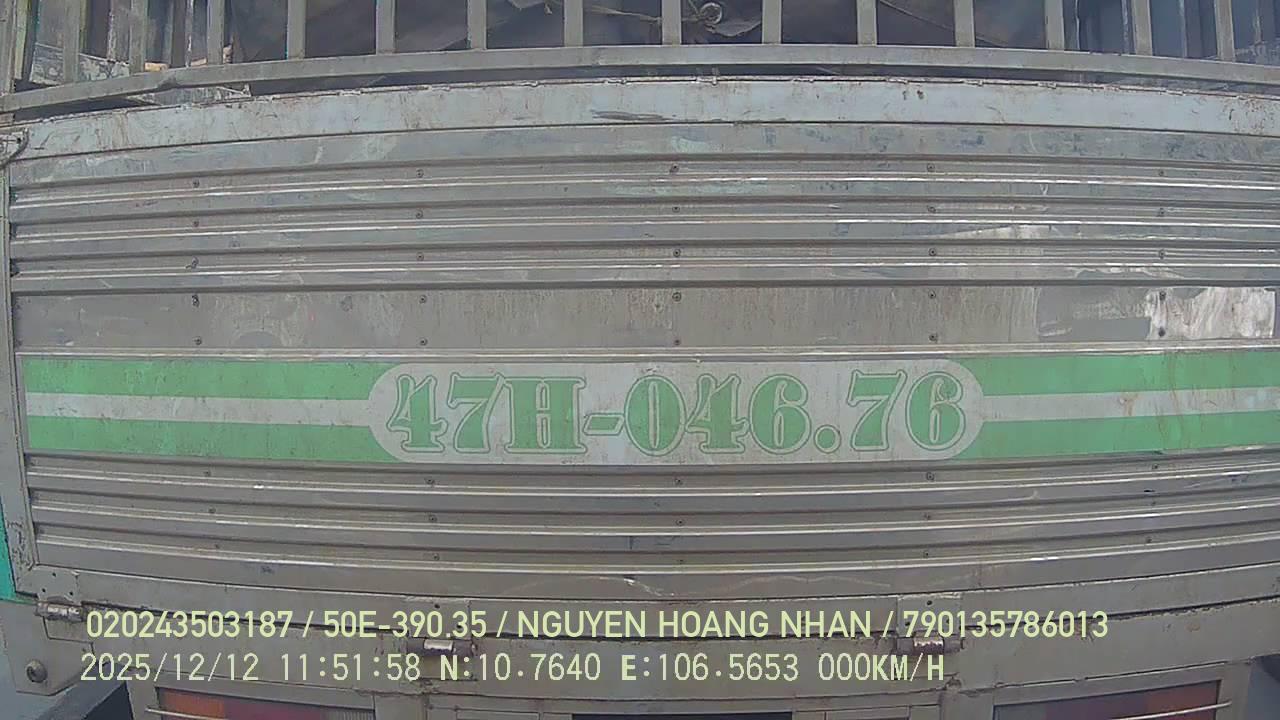 47H-046.76
020243503187 / 50E-390.35 / NGUYEN HOANG NHAN / 790135786013
2025/12/12 11:51:58 N:10.7640 E:106.5653 000KM/H